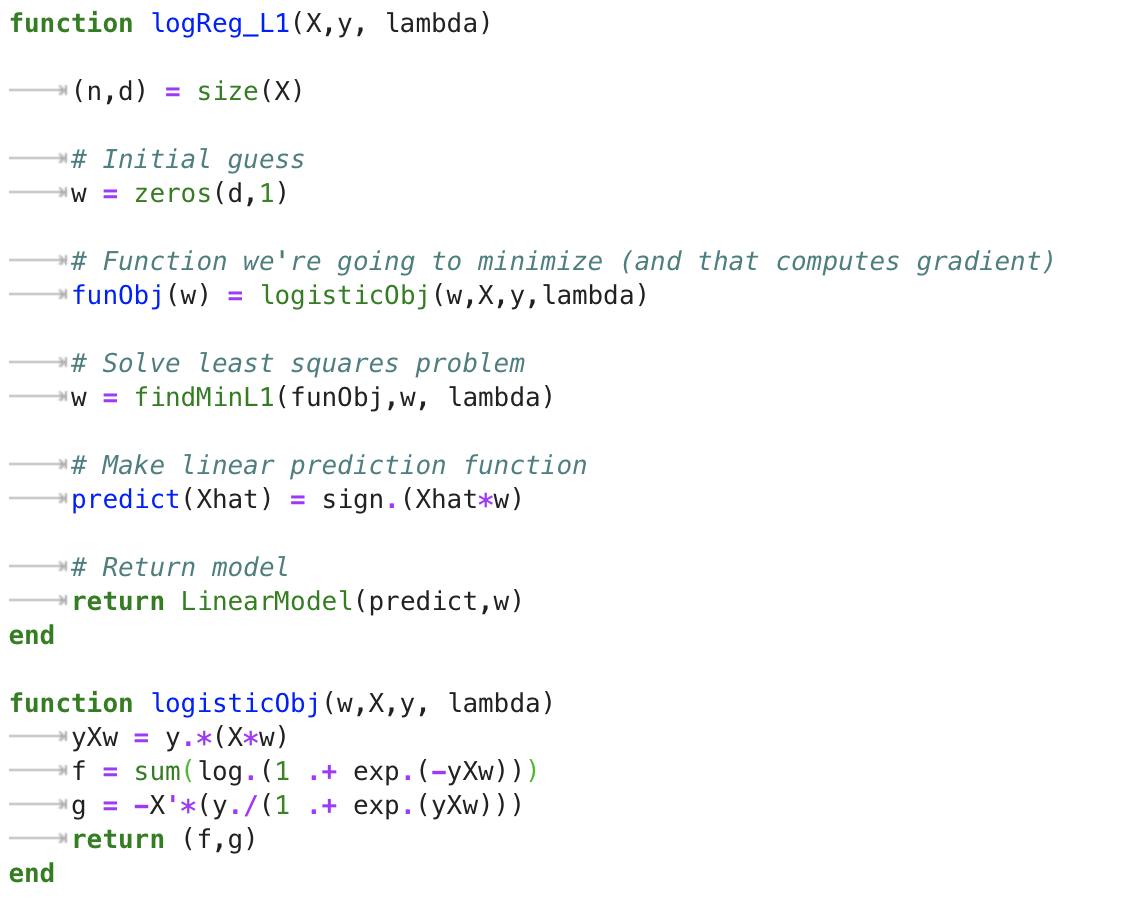 function logReg_L1(X,y, lambda)
(n,d) = size(X)
# Initial guess
w = zeros(d,1)
# Function we're going to minimize (and that computes gradient)
funObj(w) = logisticObj(w,X,y,lambda)
# Solve least squares problem
w = findMinL1(funObj,w, lambda)
# Make linear prediction function
predict(Xhat) = sign.(Xhat*w)
# Return model
return LinearModel(predict,w)
end
function logisticObj(w,X,y, lambda)
yXw = y.*(X*w)
f = sum(log.(1 .+ exp.(-yXw)))
g = -X'*(y./(1 .+ exp.(yXw)))
return (f,g)
end